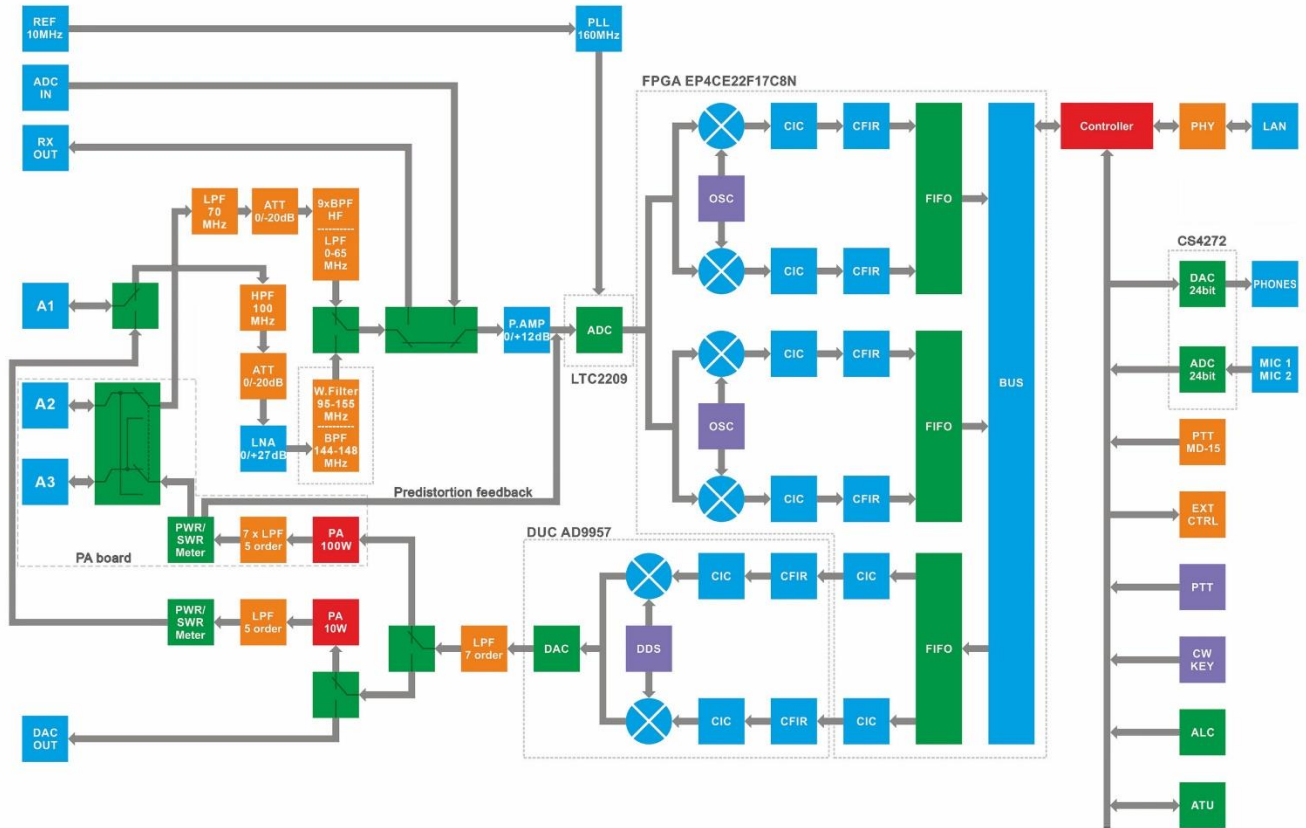 REF
10MHz
PLL
160MHz
ADC
IN
RX
OUT
FPGA EP4CE22F17C8N
CIC
CFIR
FIFO
OSC
CIC
CFIR
BUS
Controller
PHY
LAN
LPF
70
MHz
ATT
0/-20dB
9xBPF
HF
LPF
0-65
MHz
A1
HPF
100
MHz
P.AMP
0/+12dB
ADC
LTC2209
CS4272
DAC
24bit
PHONES
ADC
24bit
MIC 1
MIC 2
CIC
CFIR
FIFO
OSC
CIC
CFIR
ATT
0/-20dB
W.Filter
95-155
MHz
BPF
144-148
MHz
LNA
0/+27dB
A2
A3
PTT
MD-15
EXT
CTRL
Predistortion feedback
PWR/
SWR
Meter
7 x LPF
5 order
PA
100W
PA board
DUC AD9957
CIC
CFIR
CIC
FIFO
PTT
PWR/
SWR
Meter
LPF
5 order
PA
10W
LPF
7 order
DAC
DDS
CW
KEY
CIC
CFIR
CIC
DAC
OUT
ALC
ATU